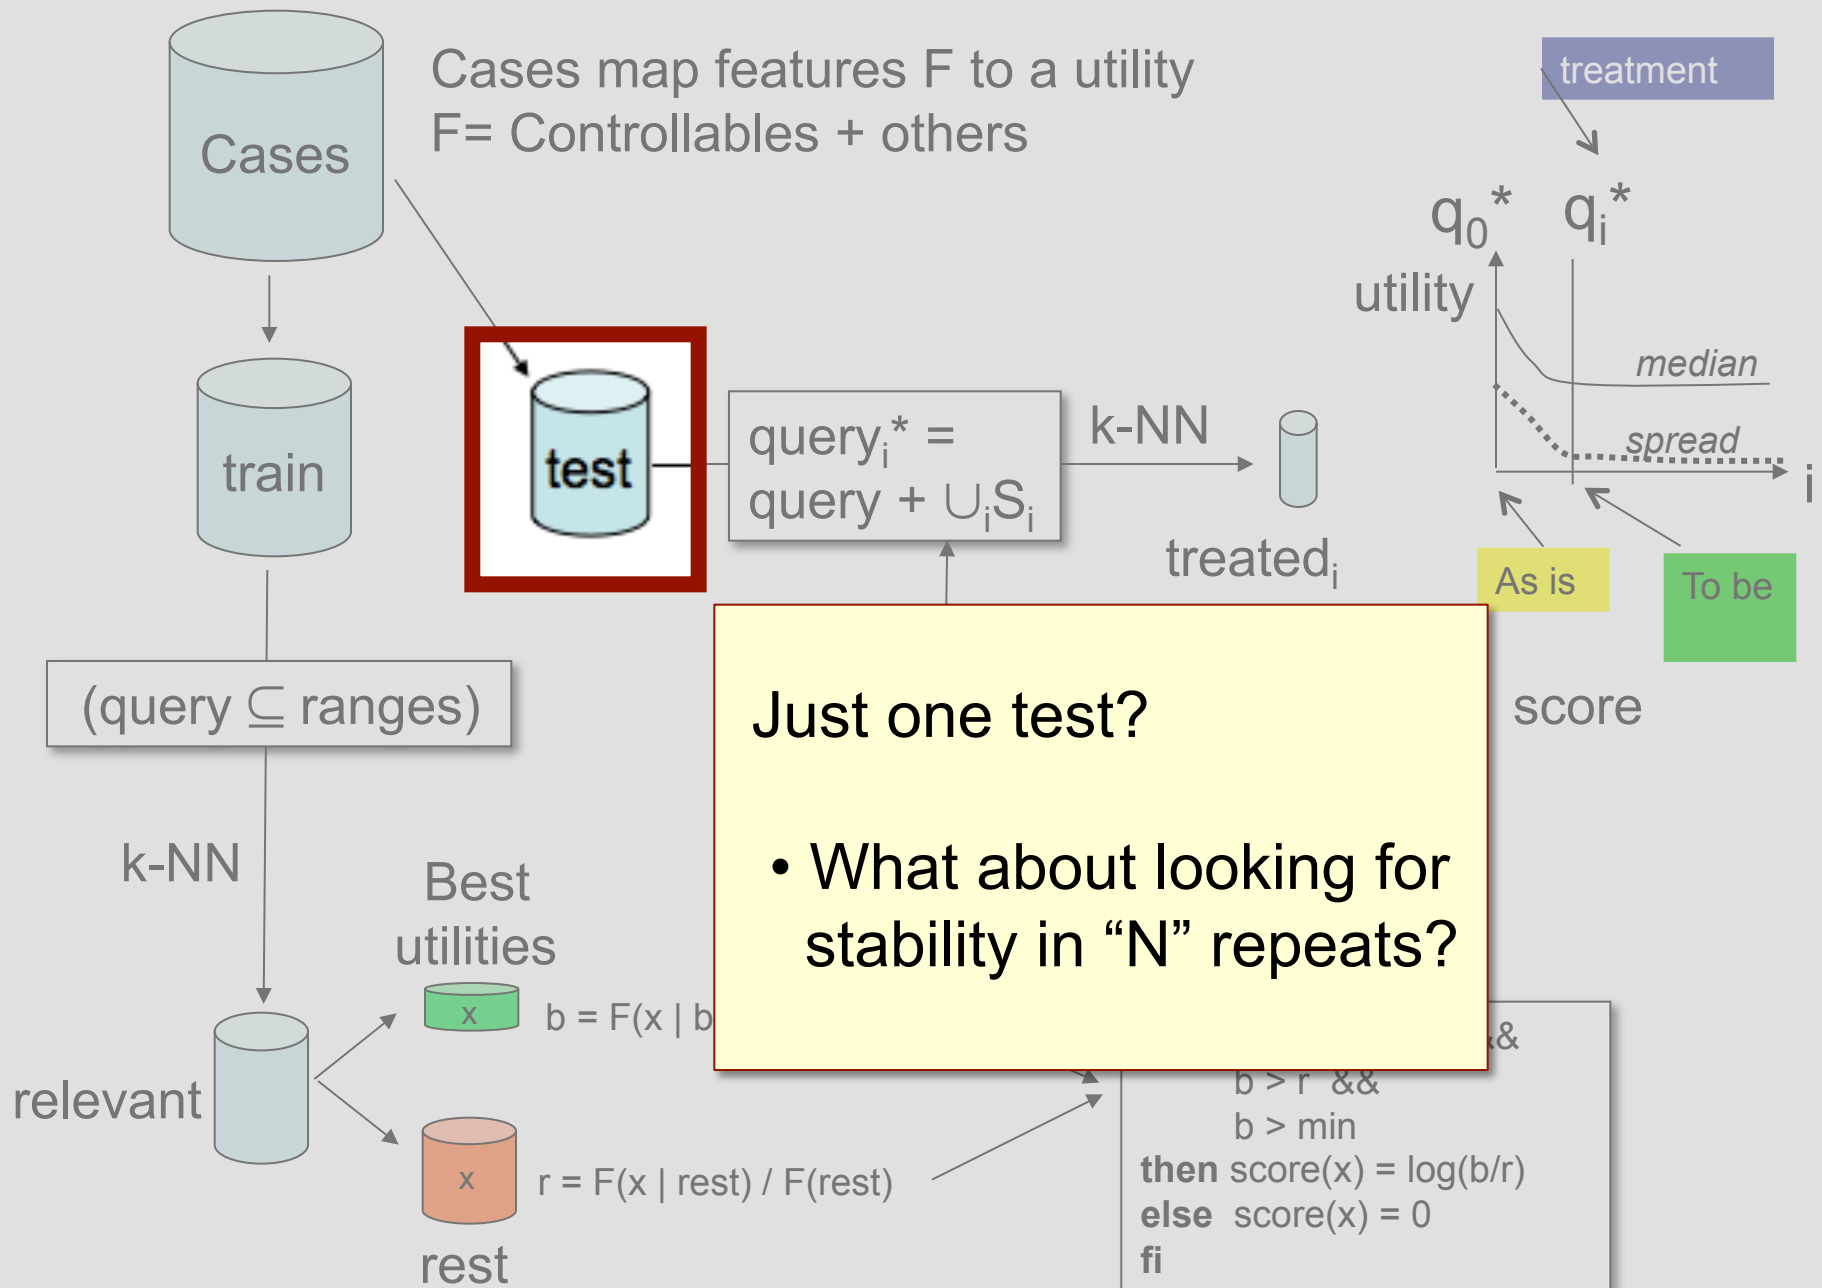 Cases map features F to a utility
F= Controllables + others
Cases
treatment
q0* qi*
utility
median
spread
i
As is
To be
score
train
test
queryi* =
query + ∪iSi
k-NN
treatedi
(query ⊆ ranges)
Just one test?
• What about looking for
stability in “N” repeats?
k-NN
Best
utilities
x
b = F(x | b
relevant
x
r = F(x | rest) / F(rest)
rest
&&
b > r &&
b > min
then score(x) = log(b/r)
else score(x) = 0
fi